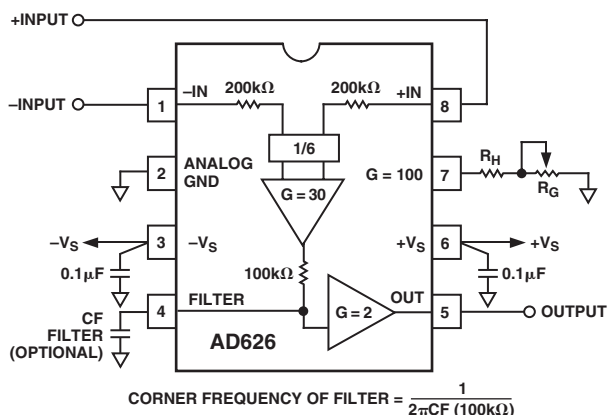 +INPUT
–INPUT
1
–IN
200kΩ
200kΩ
+IN
8
1/6
2
ANALOG
GND
G = 30
G = 100
7
R_H
R_G
–V_S
3
–V_S
+V_S
6
+V_S
0.1µF
100kΩ
0.1µF
CF
FILTER
(OPTIONAL)
4
FILTER
G = 2
OUT
5
OUTPUT
AD626
CORNER FREQUENCY OF FILTER = 1
2πCF (100kΩ)